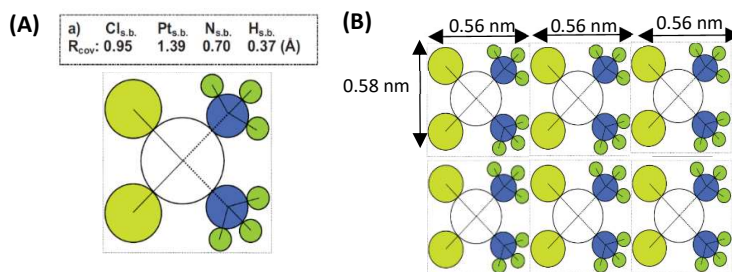 (A)
a) Cls.b. Pts.b. Ns.b. Hs.b.
Rcov: 0.95 1.39 0.70 0.37 (Å)
(B)
0.56 nm 0.56 nm 0.56 nm
0.58 nm